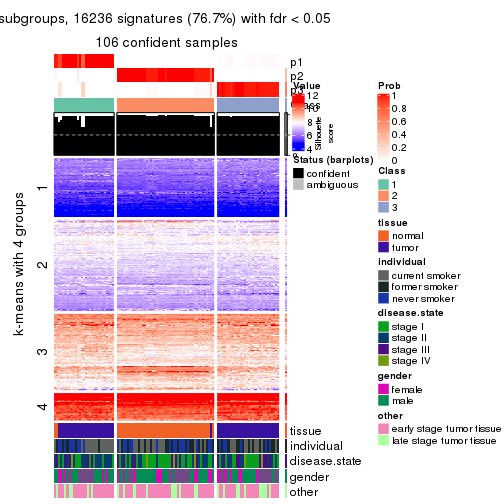 subgroups, 16236 signatures (76.7%) with fdr < 0.05
106 confident samples
p1
p2
p3
Class
Silhouette
score
k-means with 4 groups
1
2
3
4
tissue
individual
disease.state
gender
other
Value
12
10
8
6
4
Status (barplots)
confident
ambiguous
Prob
1
0.8
0.6
0.4
0.2
0
Class
1
2
3
tissue
normal
tumor
individual
current smoker
former smoker
never smoker
disease.state
stage I
stage II
stage III
stage IV
gender
female
male
other
early stage tumor tissue
late stage tumor tissue